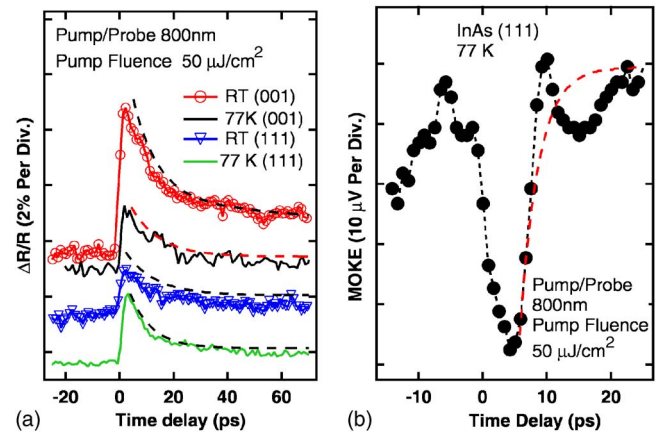 (a)
Pump/Probe 800nm
Pump Fluence 50 μJ/cm²
RT (001)
77K (001)
RT (111)
77 K (111)
ΔR/R (2% Per Div.)
-20 0 20 40 60
Time delay (ps)
(b)
InAs (111)
77 K
MOKE (10 μV Per Div.)
Pump/Probe
800nm
Pump Fluence
50 μJ/cm²
-10 0 10 20
Time Delay (ps)